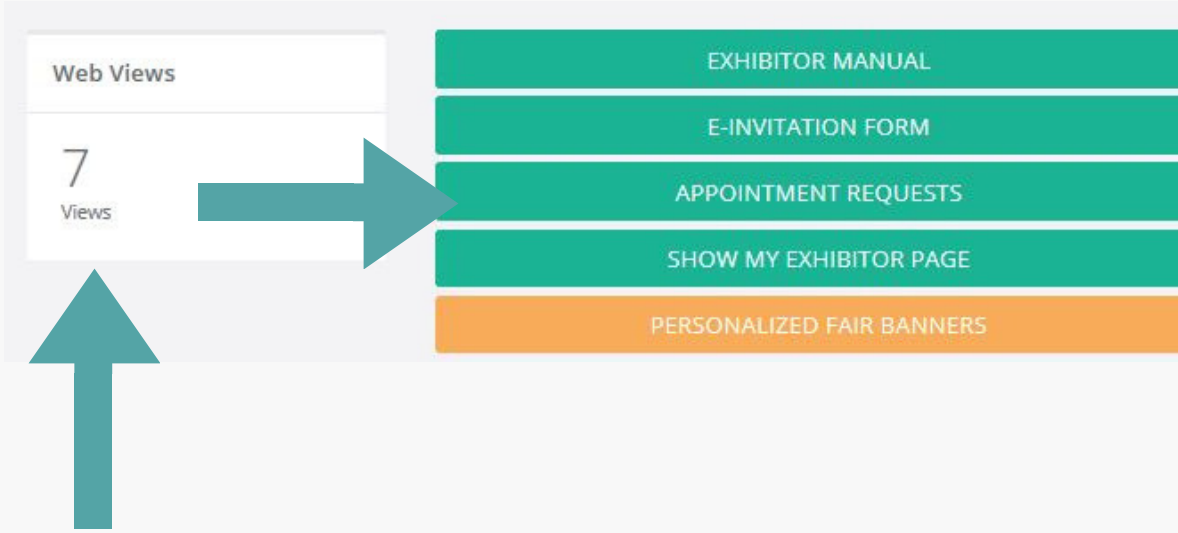 Web Views
7
Views
EXHIBITOR MANUAL
E-INVITATION FORM
APPOINTMENT REQUESTS
SHOW MY EXHIBITOR PAGE
PERSONALIZED FAIR BANNERS